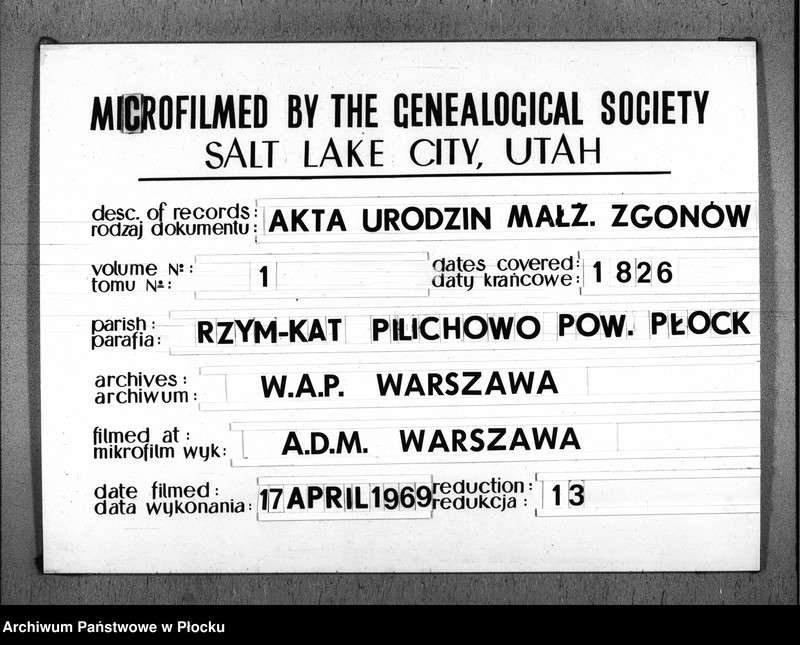 MICROFILMED BY THE GENEALOGICAL SOCIETY
SALT LAKE CITY, UTAH
desc. of records: AKTA URODZIN MAŁŻ. ZGONÓW
rodzaj dokumentu:
volume №: 1 dates covered: 1826
tomu №: daty krańcowe:
parish: RZYM-KAT PILICHOWO POW. PŁOCK
parafia:
archives: W.A.P. WARSZAWA
archiwum:
filmed at: A.D.M. WARSZAWA
mikrofilm wyk:
date filmed: 17 APRIL 1969 reduction: 13
data wykonania: redukcja:
Archiwum Państwowe w Płocku